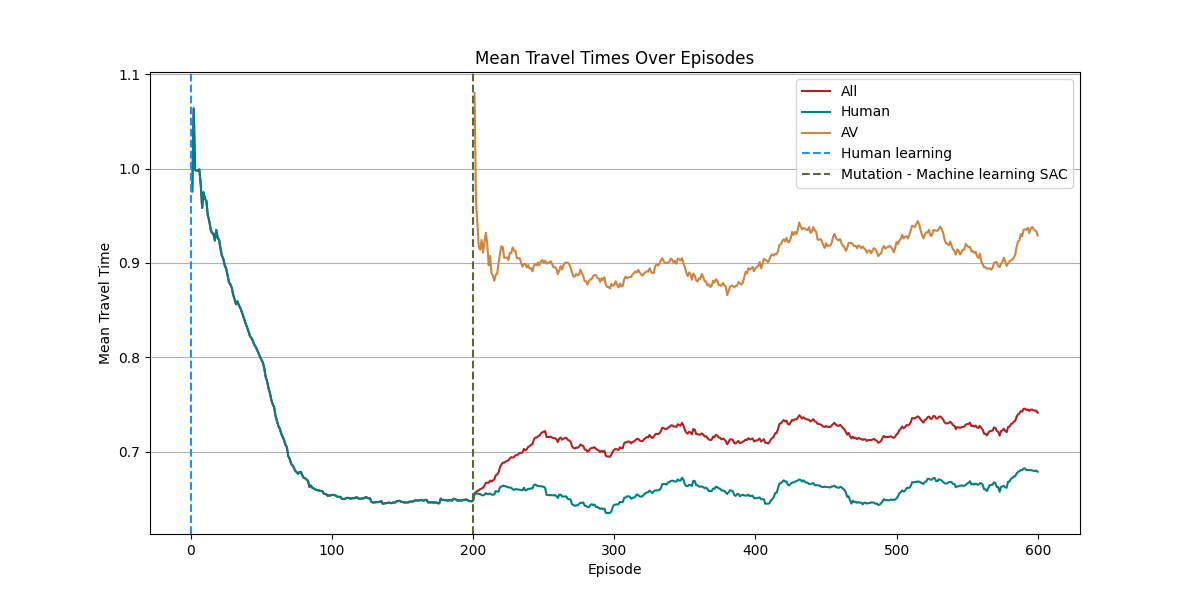 Mean Travel Times Over Episodes
Mean Travel Time
1.1
1.0
0.9
0.8
0.7
All
Human
AV
Human learning
Mutation - Machine learning SAC
0 100 200 300 400 500 600
Episode